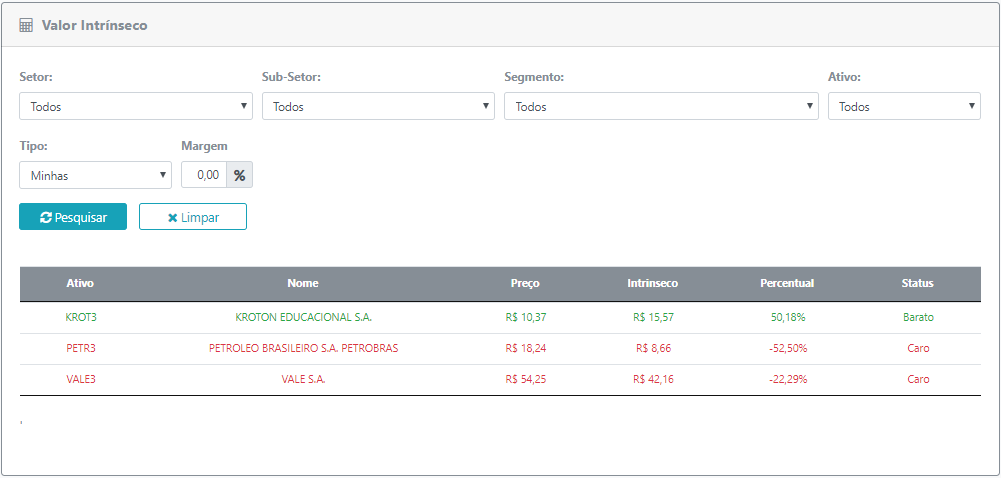 Valor Intrínseco
Setor: Sub-Setor: Segmento: Ativo:
Todos Todos Todos Todos
Tipo: Margem
Minhas 0,00 %
Pesquisar Limpar
Ativo Nome Preço Intrinseco Percentual Status
KROT3 KROTON EDUCACIONAL S.A. R$ 10,37 R$ 15,57 50,18% Barato
PETR3 PETROLEO BRASILEIRO S.A. PETROBRAS R$ 18,24 R$ 8,66 -52,50% Caro
VALE3 VALE S.A. R$ 54,25 R$ 42,16 -22,29% Caro